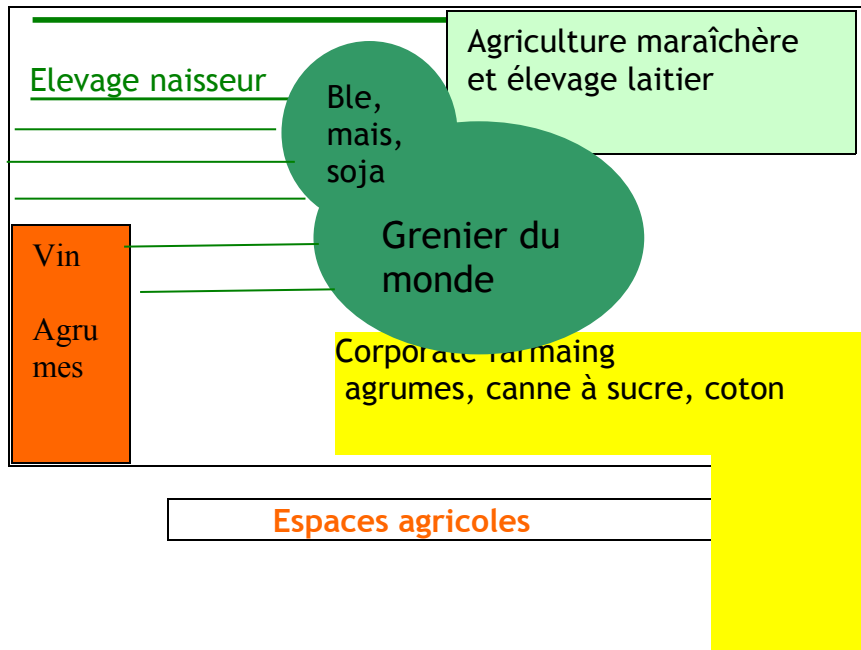 Agriculture maraîchère
et élevage laitier
Elevage naisseur
Ble,
mais,
soja
Grenier du
monde
Vin
Agru
mes
Corporate farmaing
agrumes, canne à sucre, coton
Espaces agricoles